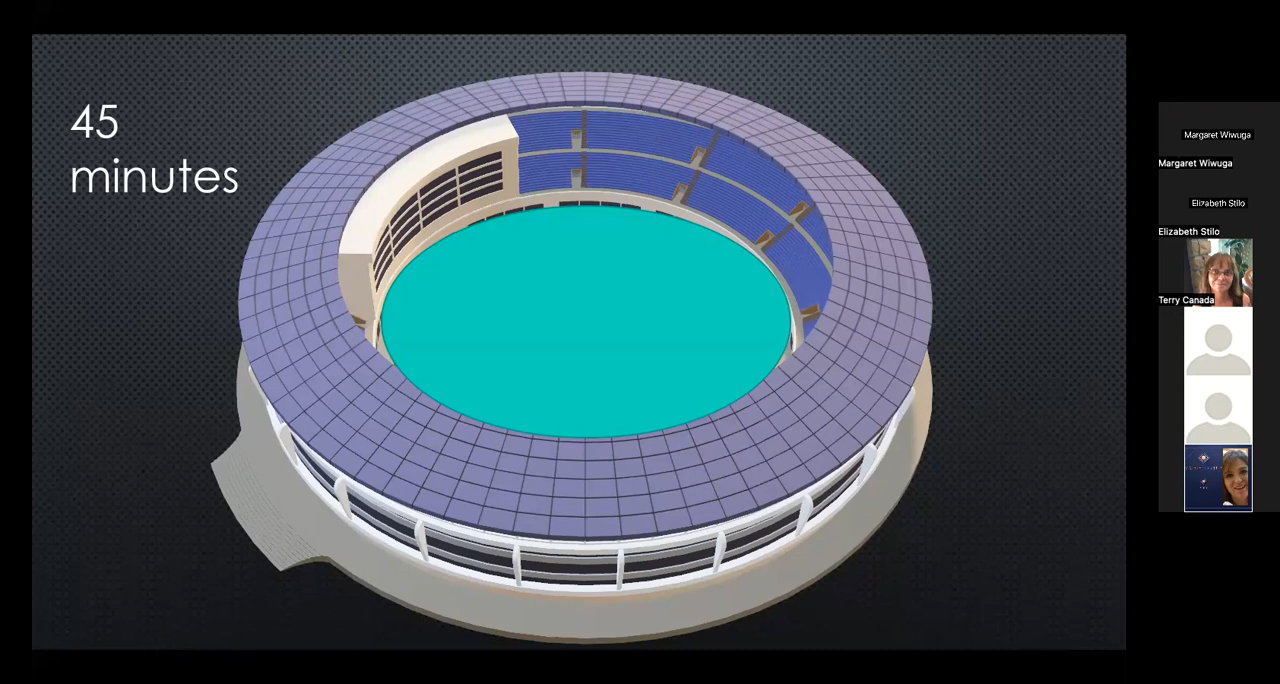 45
minutes
Margaret Wiwuga
Margaret Wiwuga
Elizabeth Stilo
Elizabeth Stilo
Terry Canada